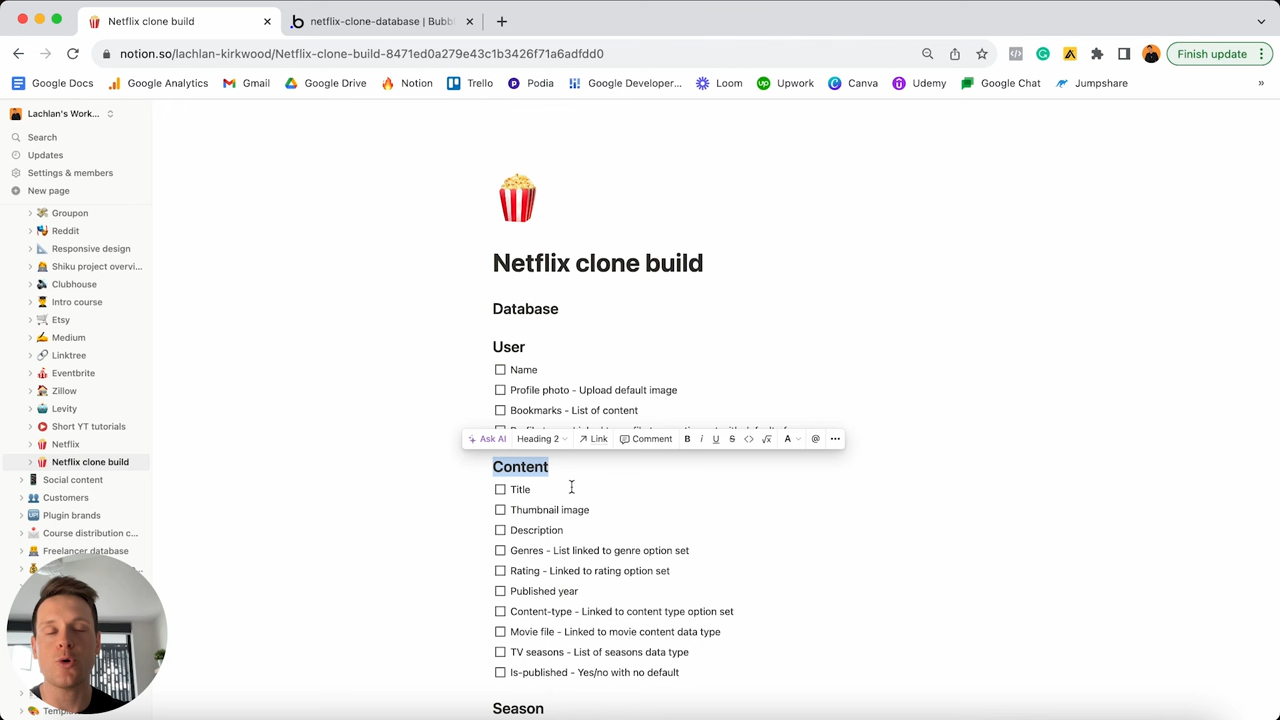 Netflix clone build
netflix-clone-database | Bubb
notion.so/lachlan-kirkwood/Netflix-clone-build-8471ed0a279e43c1b3426f71a6adfdd0
Finish update
Google Docs
Google Analytics
Gmail
Google Drive
Notion
Trello
Podia
Google Developer...
Loom
Upwork
Canva
Udemy
Google Chat
Jumpshare
»
Lachlan's Work...
Search
Updates
Settings & members
New page
Groupon
Reddit
Responsive design
Shiku project overvi...
Clubhouse
Intro course
Etsy
Medium
Linktree
Eventbrite
Zillow
Levity
Short YT tutorials
Netflix
Netflix clone build
Social content
Customers
Plugin brands
Course distribution c...
Freelancer database
Netflix clone build
Database
User
Name
Profile photo - Upload default image
Bookmarks - List of content
Ask AI Heading 2 Link Comment B i U S <> √x A @ •••
Content
Title
Thumbnail image
Description
Genres - List linked to genre option set
Rating - Linked to rating option set
Published year
Content-type - Linked to content type option set
Movie file - Linked to movie content data type
TV seasons - List of seasons data type
Is-published - Yes/no with no default
Season